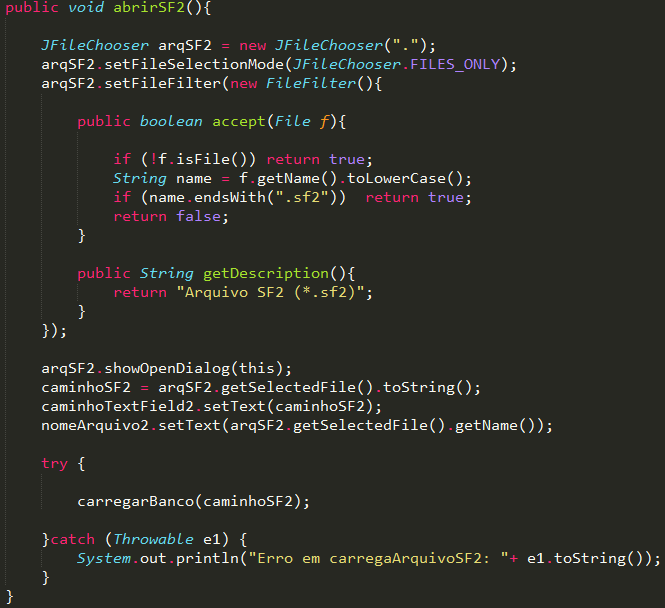 public void abrirSF2(){
JFileChooser arqSF2 = new JFileChooser(".");
arqSF2.setFileSelectionMode(JFileChooser.FILES_ONLY);
arqSF2.setFileFilter(new FileFilter(){
public boolean accept(File f){
if (!f.isFile()) return true;
String name = f.getName().toLowerCase();
if (name.endsWith(".sf2"))  return true;
return false;
}
public String getDescription(){
return "Arquivo SF2 (*.sf2)";
}
});
arqSF2.showOpenDialog(this);
caminhoSF2 = arqSF2.getSelectedFile().toString();
caminhoTextField2.setText(caminhoSF2);
nomeArquivo2.setText(arqSF2.getSelectedFile().getName());
try {
carregarBanco(caminhoSF2);
}catch (Throwable e1) {
System.out.println("Erro em carregaArquivoSF2: "+ e1.toString());
}
}